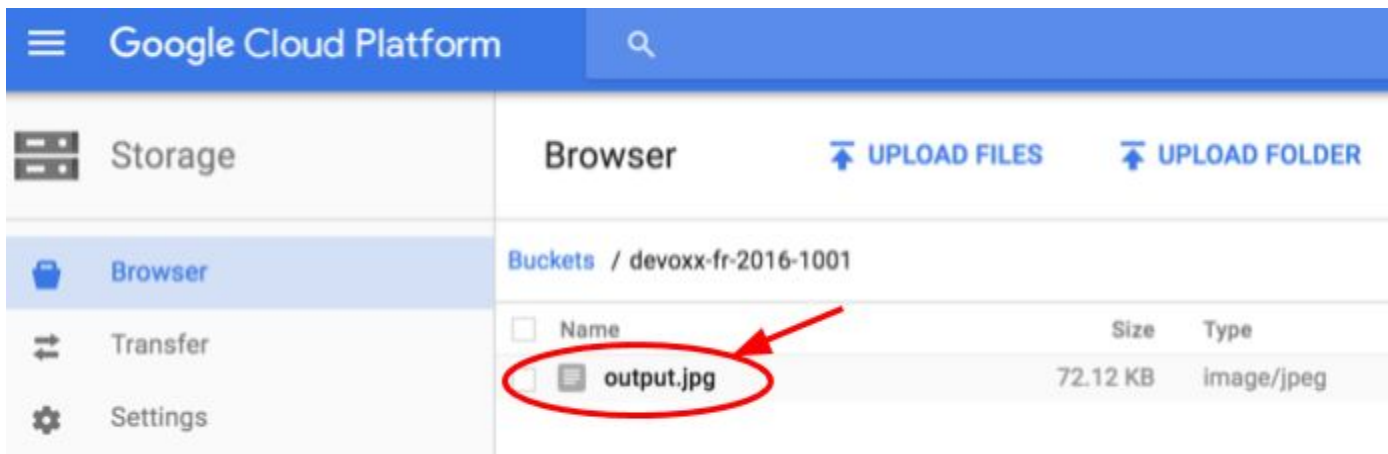 Google Cloud Platform
Storage
Browser UPLOAD FILES UPLOAD FOLDER
Browser
Transfer
Settings
Buckets / devoxx-fr-2016-1001
Name Size Type
output.jpg 72.12 KB image/jpeg